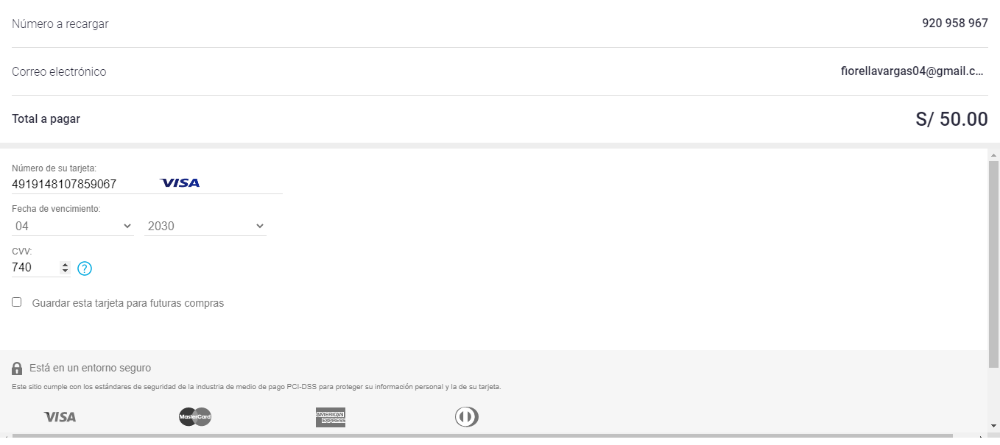 Número a recargar 920 958 967
Correo electrónico fiorellavargas04@gmail.c...
Total a pagar S/ 50.00
Número de su tarjeta:
4919148107859067 VISA
Fecha de vencimiento:
04 2030
CVV:
740 ?
Guardar esta tarjeta para futuras compras
Está en un entorno seguro
Este sitio cumple con los estándares de seguridad de la industria de medio de pago PCI-DSS para proteger su información personal y la de su tarjeta.
VISA MasterCard AMERICAN EXPRESS